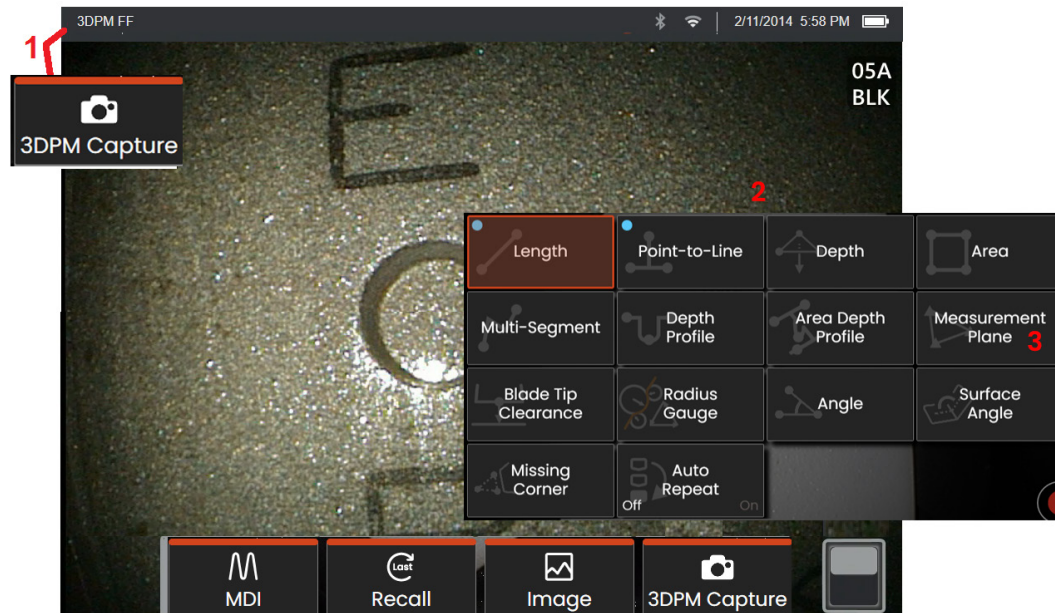 3DPM FF
2/11/2014 5:58 PM
1
3DPM Capture
05A
BLK
E
2
Length
Point-to-Line
Depth
Area
Multi-Segment
Depth
Profile
Area Depth
Profile
Measurement
Plane
3
Blade Tip
Clearance
Radius
Gauge
Angle
Surface
Angle
Missing
Corner
Auto
Repeat
Off
On
MDI
Last
Recall
Image
3DPM Capture